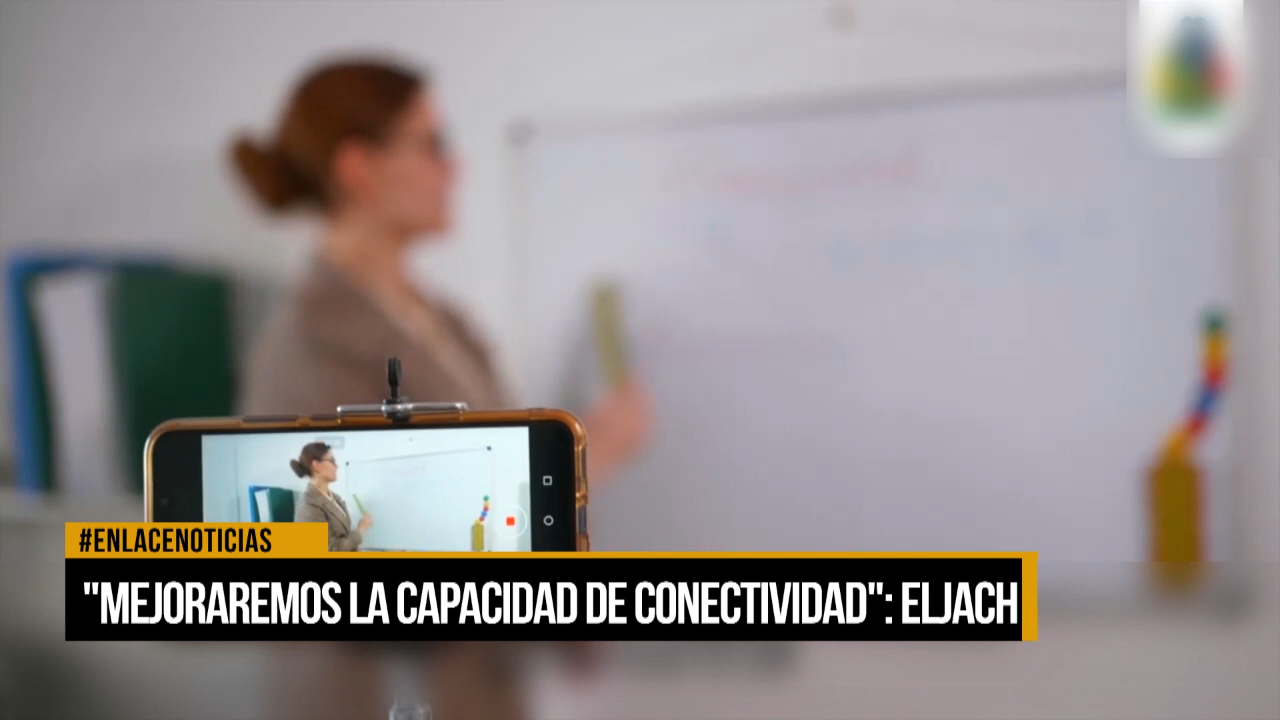 #ENLACENOTICIAS
"MEJORAREMOS LA CAPACIDAD DE CONECTIVIDAD": ELJACH